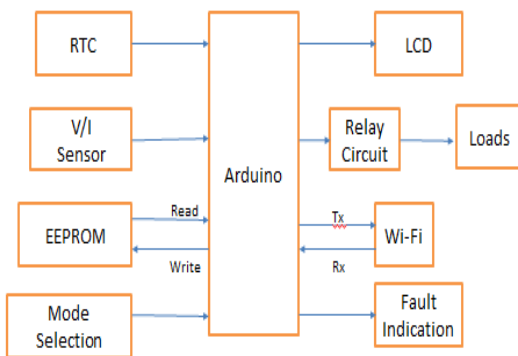 RTC
LCD
V/I
Sensor
Relay
Circuit
Loads
Arduino
Read
EEPROM
Write
Tx
Wi-Fi
Rx
Mode
Selection
Fault
Indication